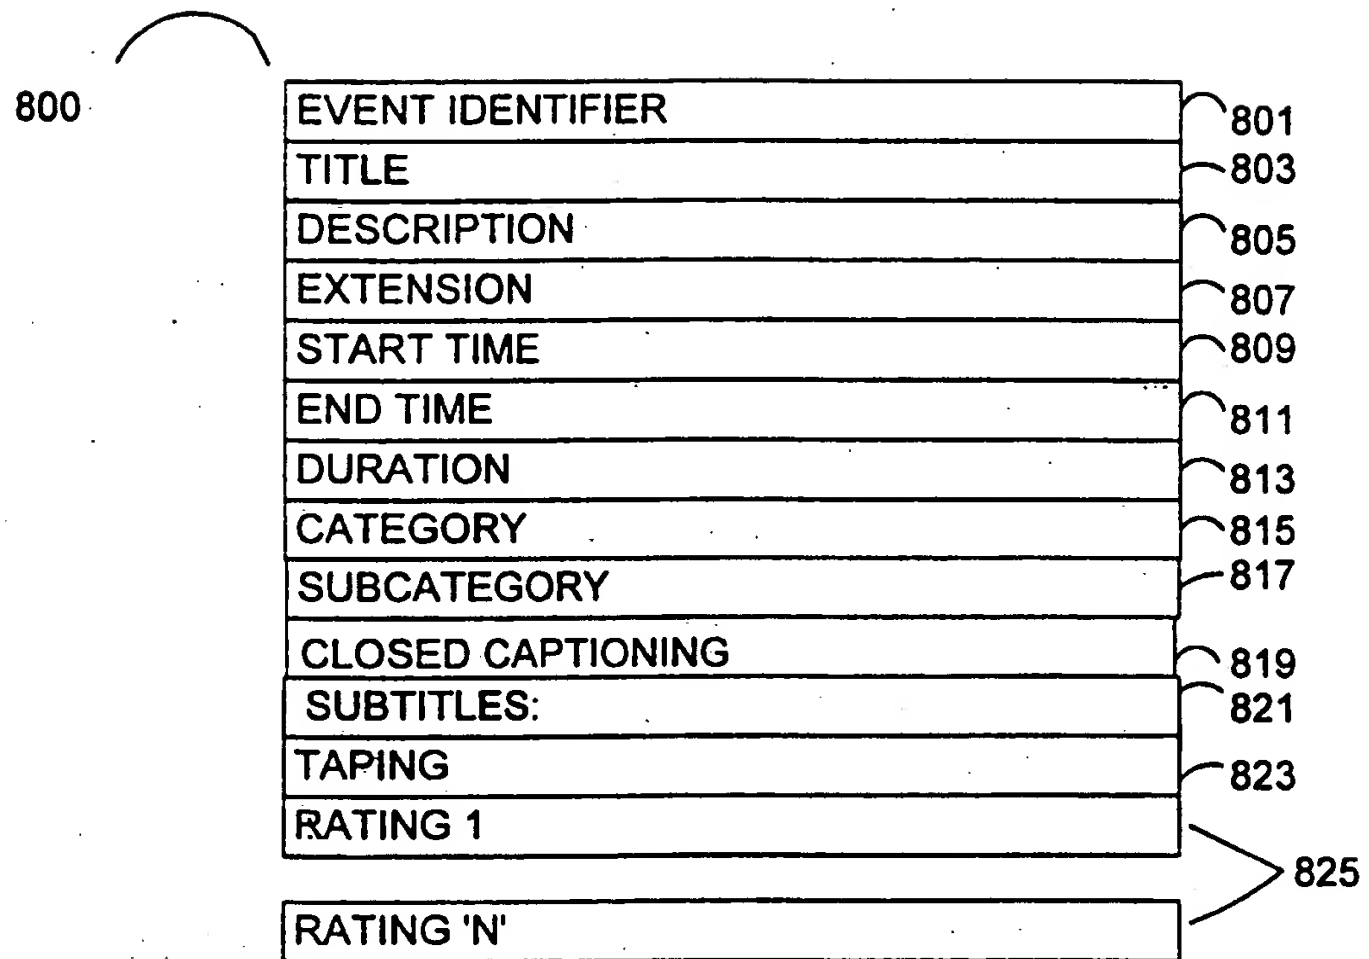 800
EVENT IDENTIFIER 801
TITLE 803
DESCRIPTION 805
EXTENSION 807
START TIME 809
END TIME 811
DURATION 813
CATEGORY 815
SUBCATEGORY 817
CLOSED CAPTIONING 819
SUBTITLES: 821
TAPING 823
RATING 1
825
RATING 'N'